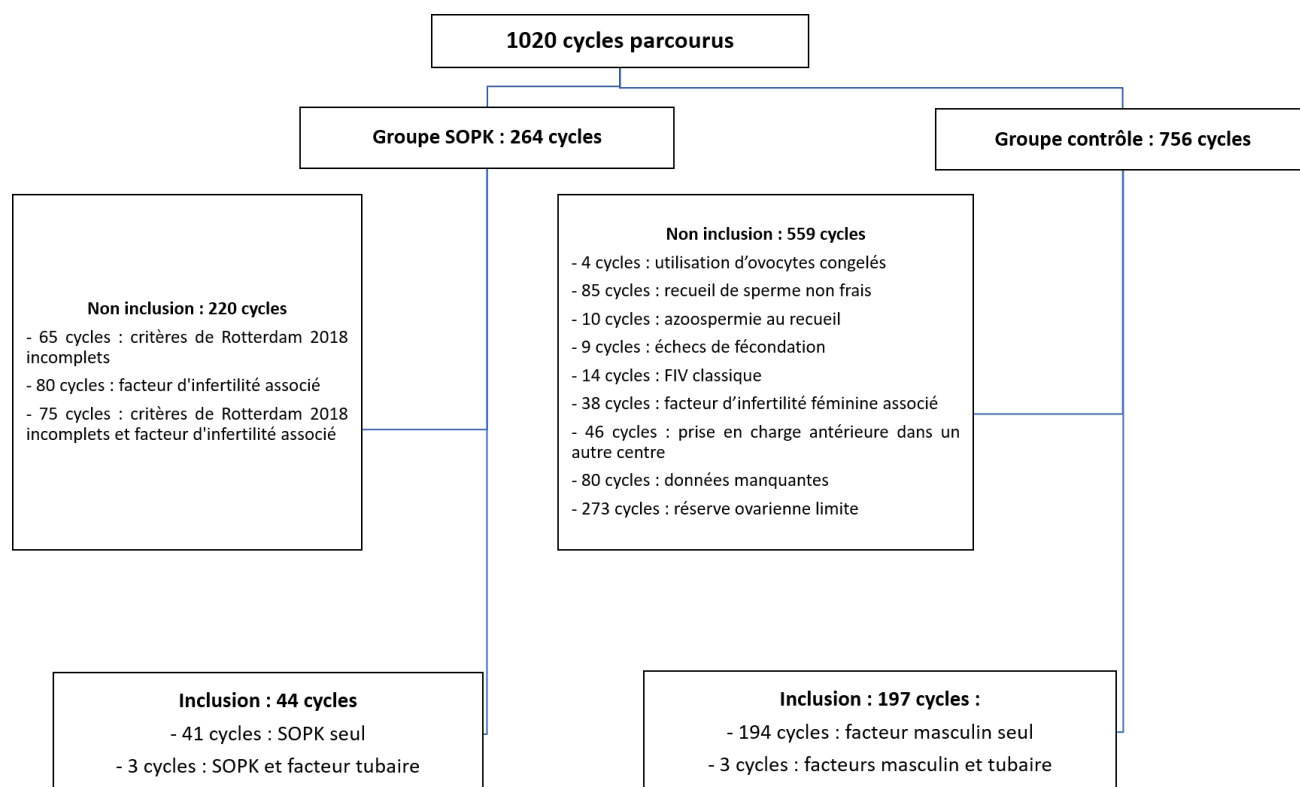 1020 cycles parcourus
Groupe SOPK : 264 cycles
Groupe contrôle : 756 cycles
Non inclusion : 220 cycles
- 65 cycles : critères de Rotterdam 2018
incomplets
- 80 cycles : facteur d'infertilité associé
- 75 cycles : critères de Rotterdam 2018
incomplets et facteur d'infertilité associé
Non inclusion : 559 cycles
- 4 cycles : utilisation d’ovocytes congelés
- 85 cycles : recueil de sperme non frais
- 10 cycles : azoospermie au recueil
- 9 cycles : échecs de fécondation
- 14 cycles : FIV classique
- 38 cycles : facteur d’infertilité féminine associé
- 46 cycles : prise en charge antérieure dans un
autre centre
- 80 cycles : données manquantes
- 273 cycles : réserve ovarienne limite
Inclusion : 44 cycles
- 41 cycles : SOPK seul
- 3 cycles : SOPK et facteur tubaire
Inclusion : 197 cycles :
- 194 cycles : facteur masculin seul
- 3 cycles : facteurs masculin et tubaire